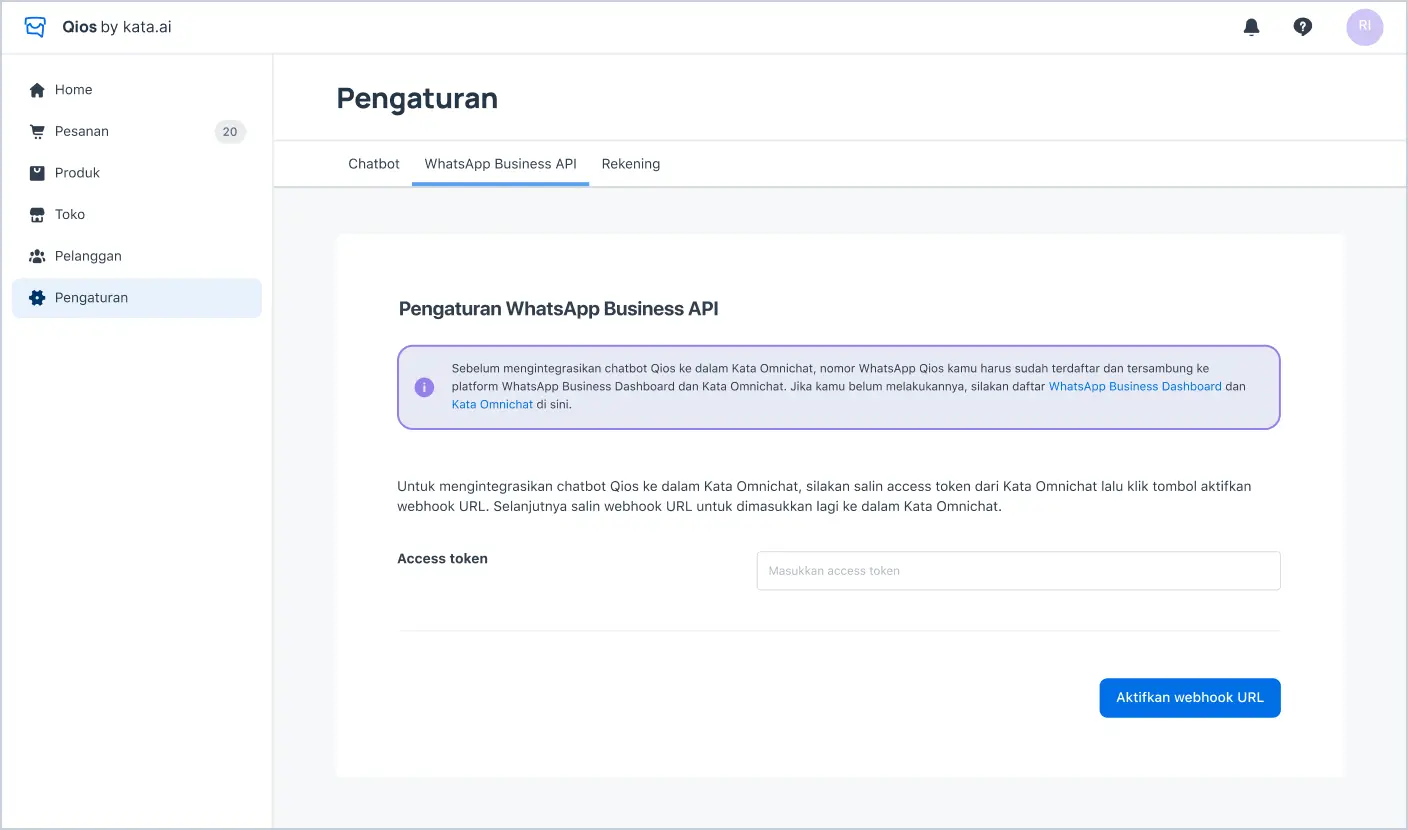 Qios by kata.ai
RI
Home
Pesanan
20
Produk
Toko
Pelanggan
Pengaturan
Pengaturan
Chatbot
WhatsApp Business API
Rekening
Pengaturan WhatsApp Business API
Sebelum mengintegrasikan chatbot Qios ke dalam Kata Omnichat, nomor WhatsApp Qios kamu harus sudah terdaftar dan tersambung ke
platform WhatsApp Business Dashboard dan Kata Omnichat. Jika kamu belum melakukannya, silakan daftar WhatsApp Business Dashboard dan
Kata Omnichat di sini.
Untuk mengintegrasikan chatbot Qios ke dalam Kata Omnichat, silakan salin access token dari Kata Omnichat lalu klik tombol aktifkan
webhook URL. Selanjutnya salin webhook URL untuk dimasukkan lagi ke dalam Kata Omnichat.
Access token
Masukkan access token
Aktifkan webhook URL